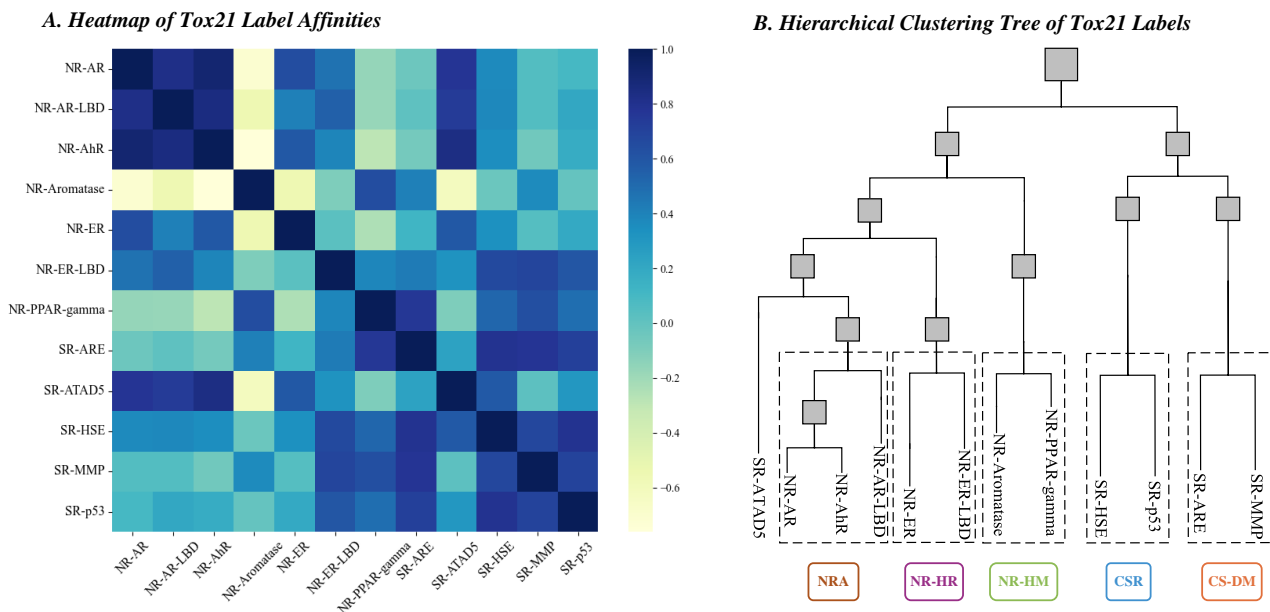 A. Heatmap of Tox21 Label Affinities
NR-AR
NR-AR-LBD
NR-AhR
NR-Aromatase
NR-ER
NR-ER-LBD
NR-PPAR-gamma
SR-ARE
SR-ATAD5
SR-HSE
SR-MMP
SR-p53
NR-AR
NR-AR-LBD
NR-AhR
NR-Aromatase
NR-ER
NR-ER-LBD
NR-PPAR-gamma
SR-ARE
SR-ATAD5
SR-HSE
SR-MMP
SR-p53
1.0
0.8
0.6
0.4
0.2
0.0
−0.2
−0.4
−0.6
B. Hierarchical Clustering Tree of Tox21 Labels
SR-ATAD5
NR-AR
NR-AhR
NR-AR-LBD
NR-ER
NR-ER-LBD
NR-Aromatase
NR-PPAR-gamma
SR-HSE
SR-p53
SR-ARE
SR-MMP
NRA
NR-HR
NR-HM
CSR
CS-DM